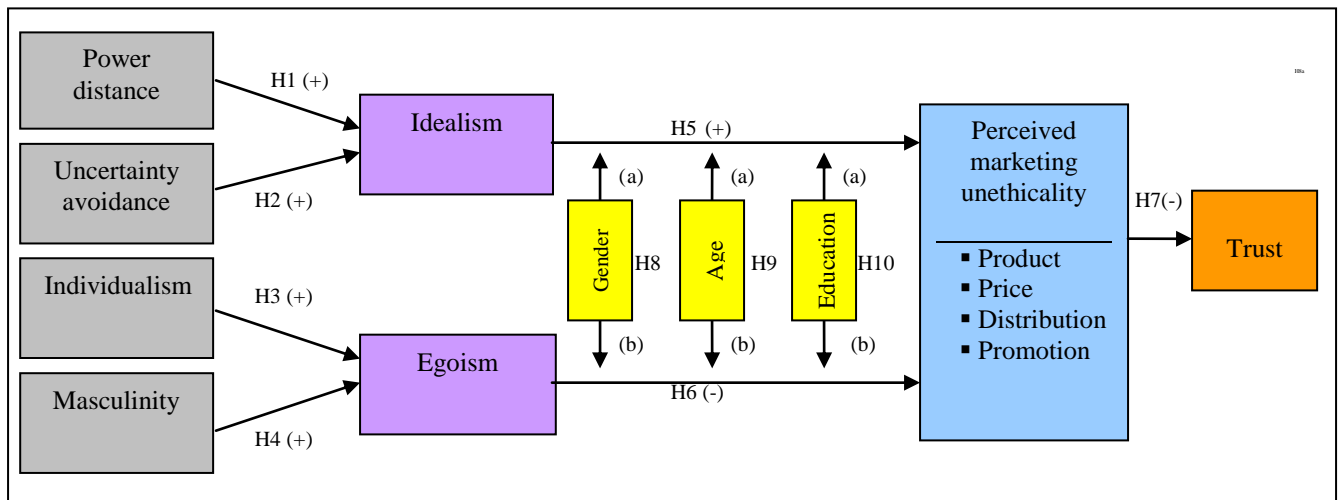 Power
distance
H1 (+)
Idealism
Uncertainty
avoidance
H2 (+)
Individualism
H3 (+)
Egoism
Masculinity
H4 (+)
H5 (+)
(a)
(a)
(a)
Gender
H8
Age
H9
Education
H10
(b)
(b)
(b)
H6 (-)
Perceived
marketing
unethicality
▪ Product
▪ Price
▪ Distribution
▪ Promotion
H7(-)
Trust